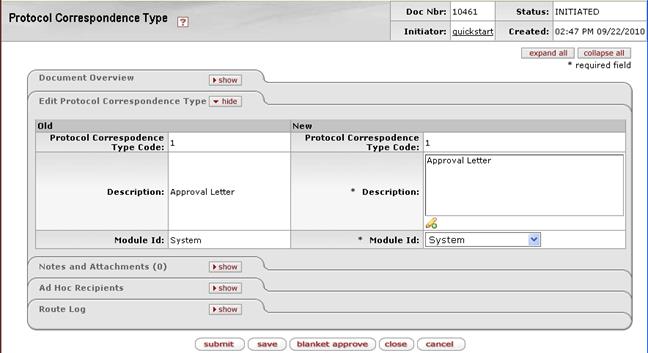 Protocol Correspondence Type ?
Doc Nbr: 10461 Status: INITIATED
Initiator: quickstart Created: 02:47 PM 09/22/2010
expand all collapse all
* required field
Document Overview show
Edit Protocol Correspondence Type hide
Old New
Protocol Correspodence Type Code: 1 Protocol Correspodence Type Code: 1
Description: Approval Letter * Description: Approval Letter
Module Id: System * Module Id: System
Notes and Attachments (0) show
Ad Hoc Recipients show
Route Log show
submit save blanket approve close cancel